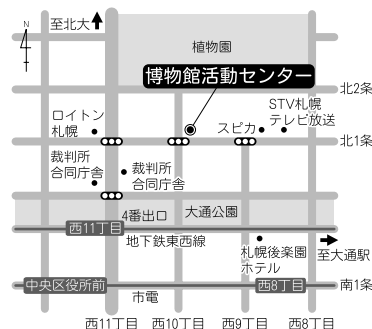 N
至北大
植物園
博物館活動センター
北2条
ロイトン
札幌
スピカ
STV札幌
テレビ放送
北1条
裁判所
合同庁舎
裁判所
合同庁舎
4番出口
大通公園
西11丁目
地下鉄東西線
札幌後楽園
ホテル
至大通駅
中央区役所前
市電
西8丁目
南1条
西11丁目
西10丁目
西9丁目
西8丁目